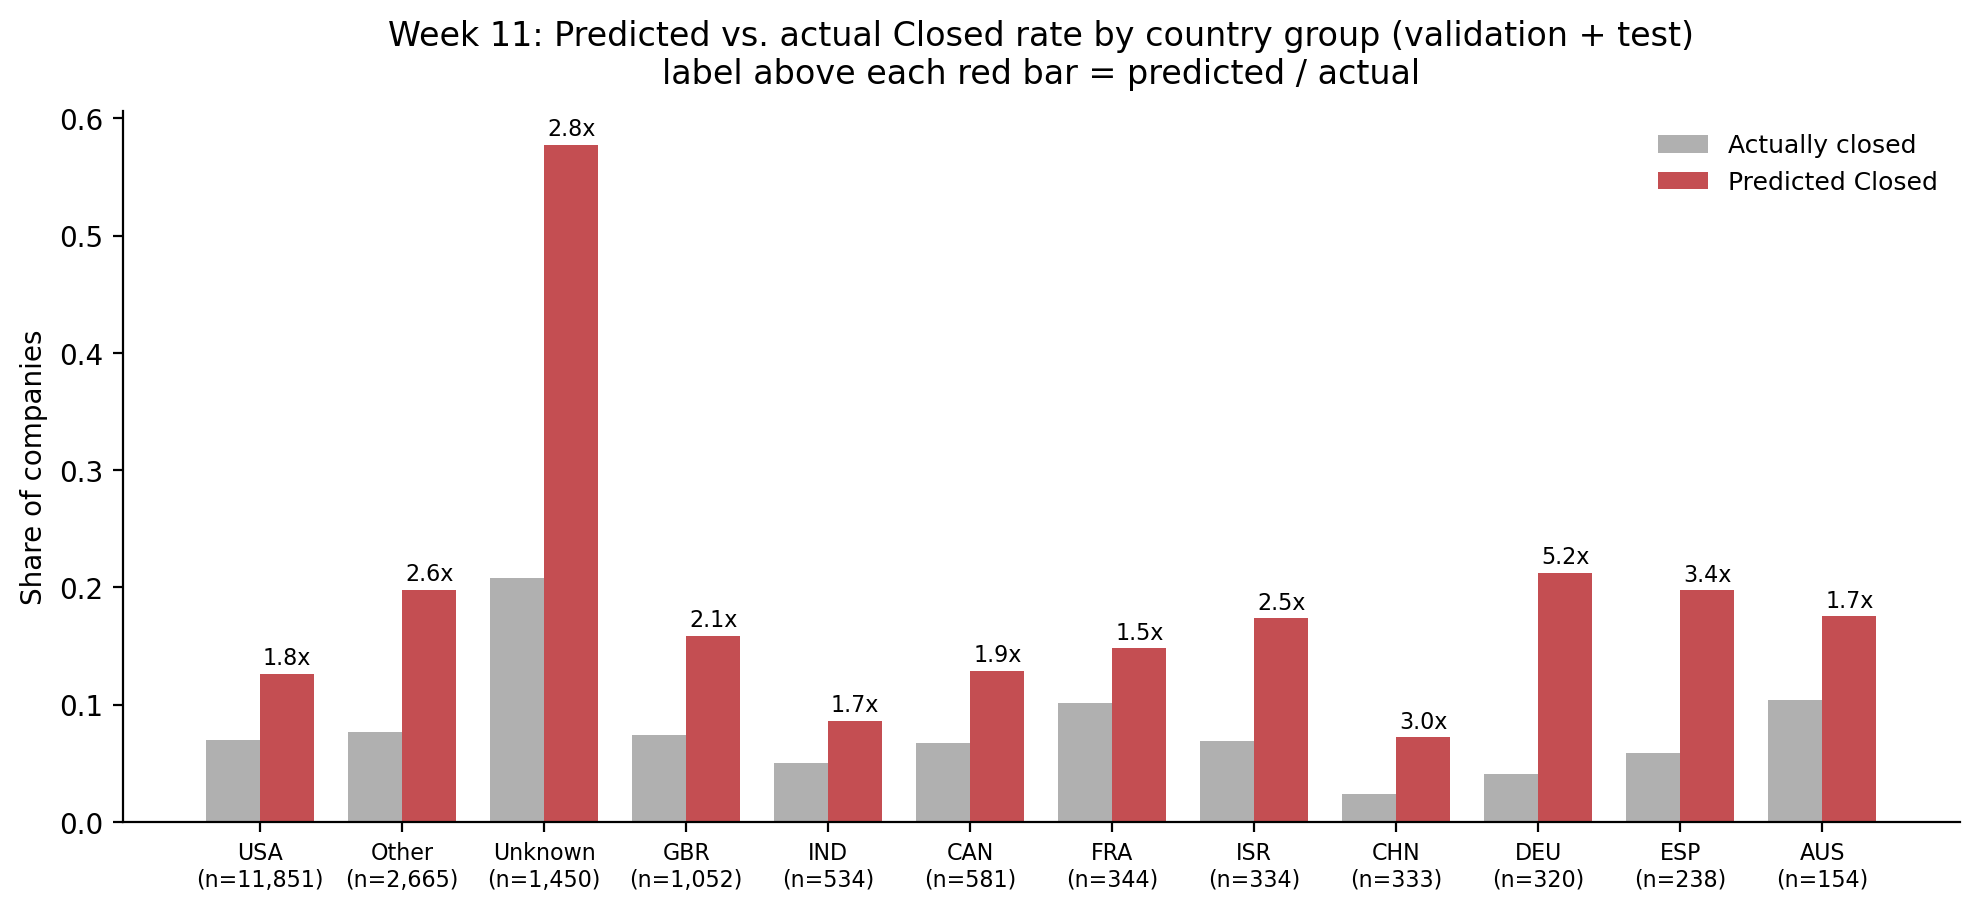 Week 11: Predicted vs. actual Closed rate by country group (validation + test)
label above each red bar = predicted / actual
Actually closed
Predicted Closed
Share of companies
0.6
0.5
0.4
0.3
0.2
0.1
0.0
1.8x
2.6x
2.8x
2.1x
1.7x
1.9x
1.5x
2.5x
3.0x
5.2x
3.4x
1.7x
USA
(n=11,851)
Other
(n=2,665)
Unknown
(n=1,450)
GBR
(n=1,052)
IND
(n=534)
CAN
(n=581)
FRA
(n=344)
ISR
(n=334)
CHN
(n=333)
DEU
(n=320)
ESP
(n=238)
AUS
(n=154)